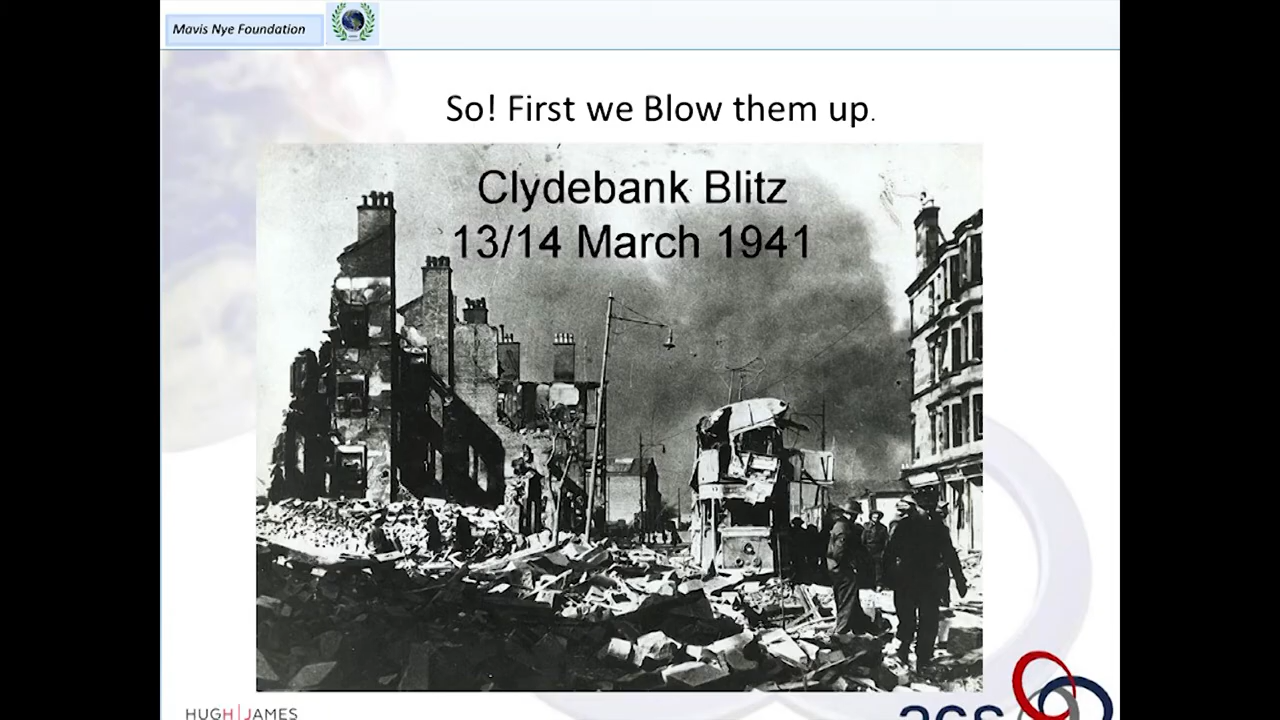 Mavis Nye Foundation
So! First we Blow them up.
Clydebank Blitz
13/14 March 1941
HUGH JAMES